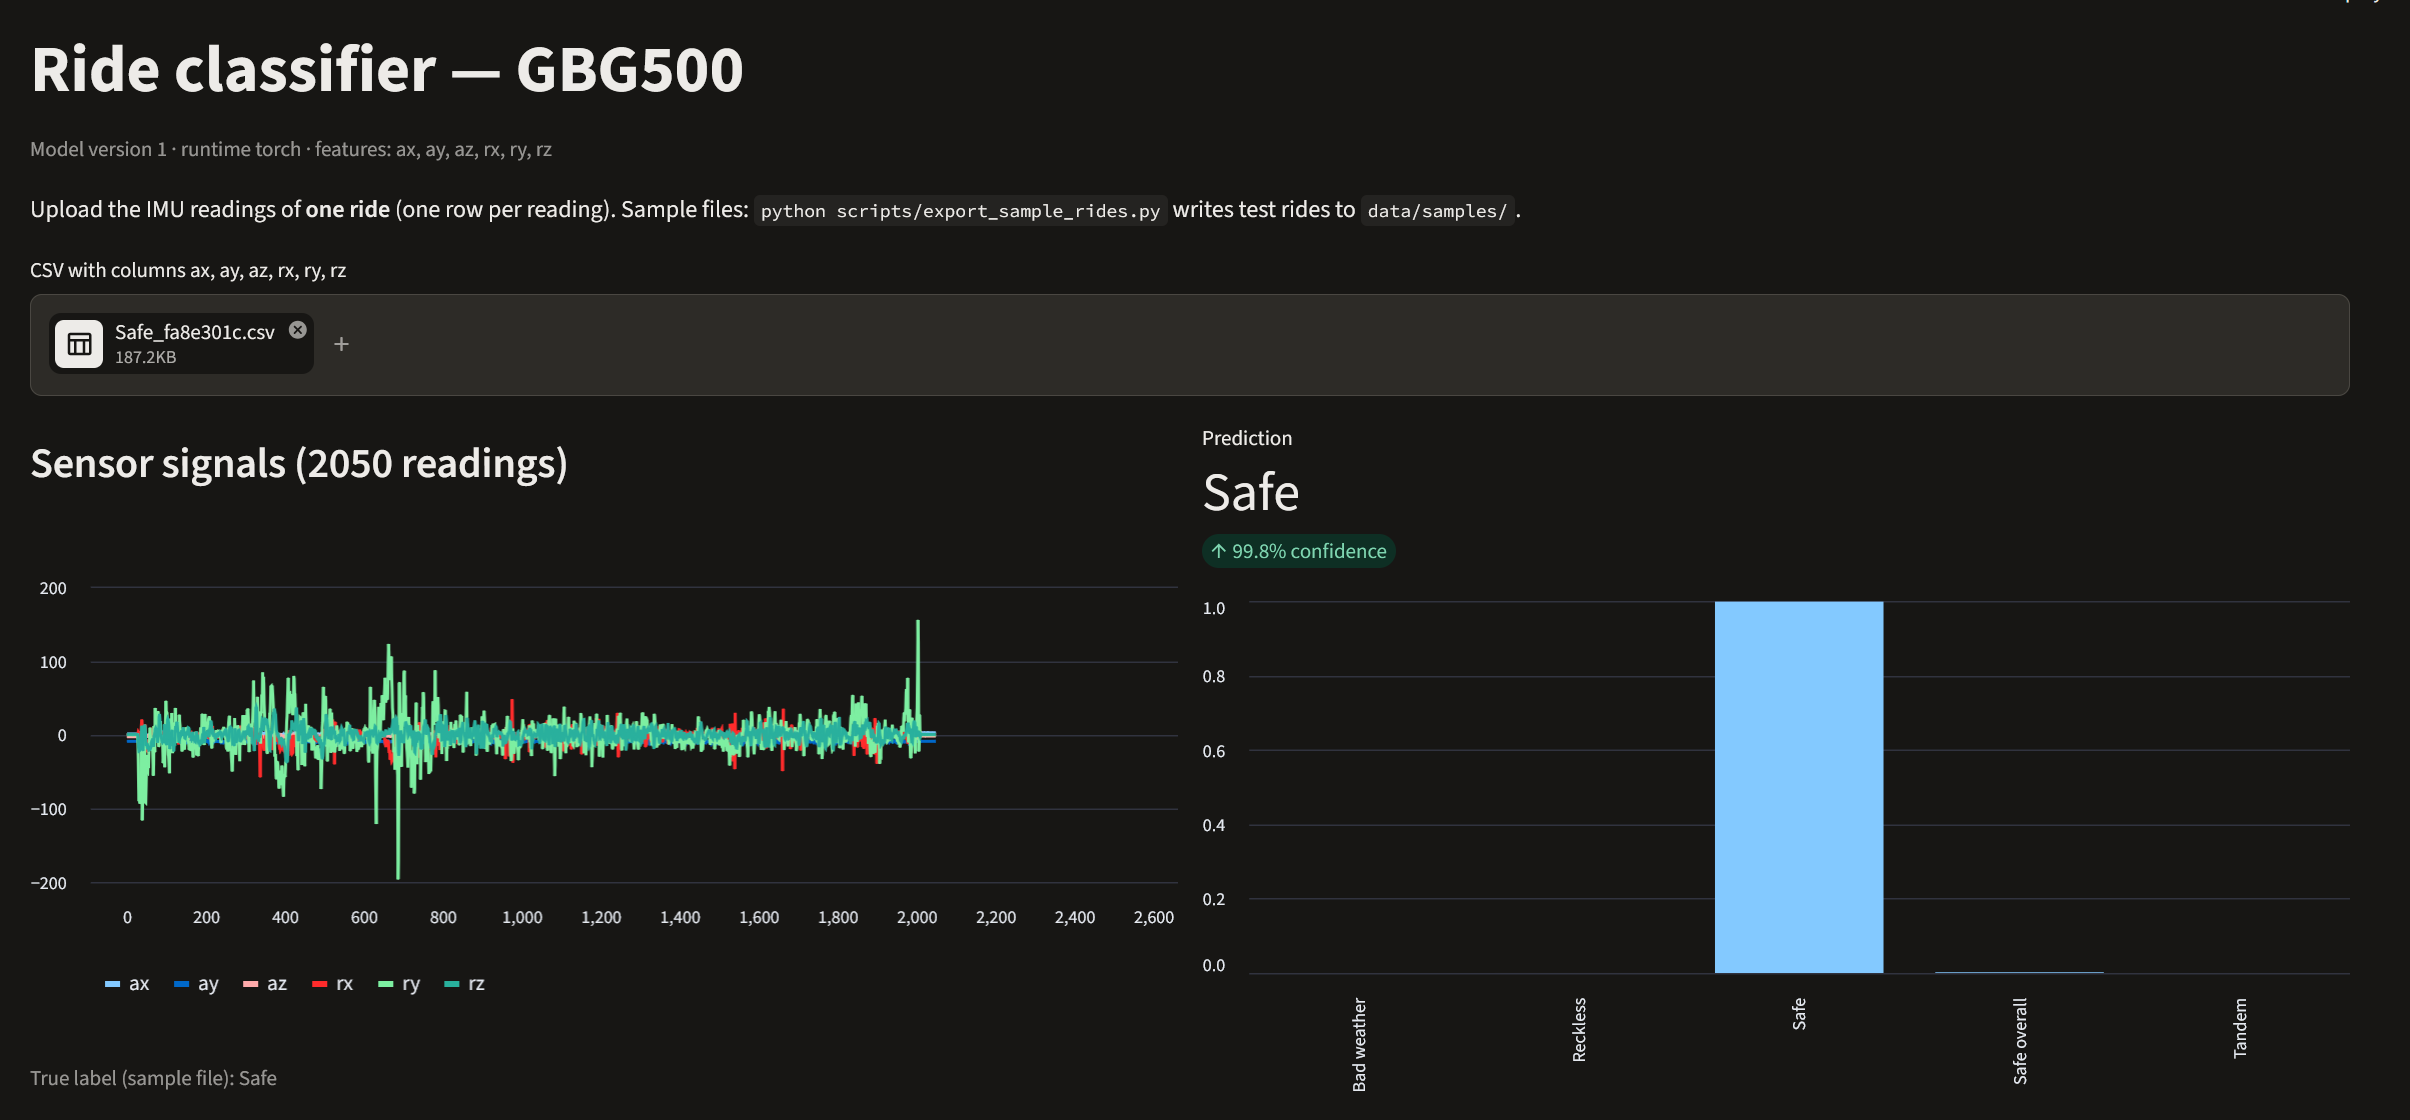 Ride classifier — GBG500
Model version 1 · runtime torch · features: ax, ay, az, rx, ry, rz
Upload the IMU readings of one ride (one row per reading). Sample files: python scripts/export_sample_rides.py writes test rides to data/samples/ .
CSV with columns ax, ay, az, rx, ry, rz
Safe_fa8e301c.csv
187.2KB
Sensor signals (2050 readings)
200
100
0
−100
−200
0 200 400 600 800 1,000 1,200 1,400 1,600 1,800 2,000 2,200 2,400 2,600
ax ay az rx ry rz
True label (sample file): Safe
Prediction
Safe
↑ 99.8% confidence
1.0
0.8
0.6
0.4
0.2
0.0
Bad weather
Reckless
Safe
Safe overall
Tandem